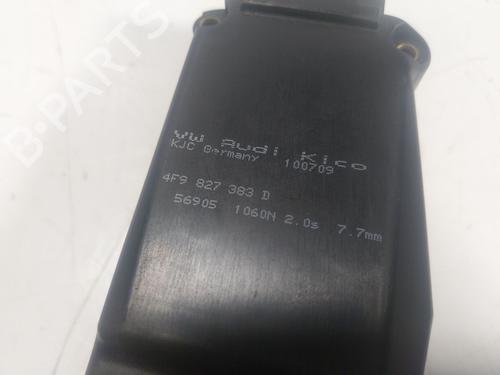 B-PARTS
VW Audi Kico
KJC Germany 100709
4F9 827 383 D
56905 1060N 2.0s 7.7mm